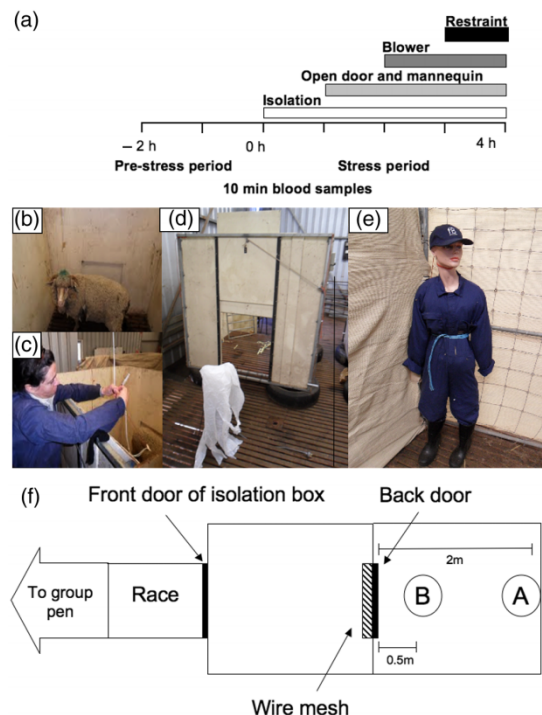 (a)
Restraint
Blower
Open door and mannequin
Isolation
– 2 h
0 h
4 h
Pre-stress period
Stress period
10 min blood samples
(b)
(c)
(d)
(e)
(f)
Front door of isolation box
Back door
2m
To group
pen
Race
B
A
0.5m
Wire mesh